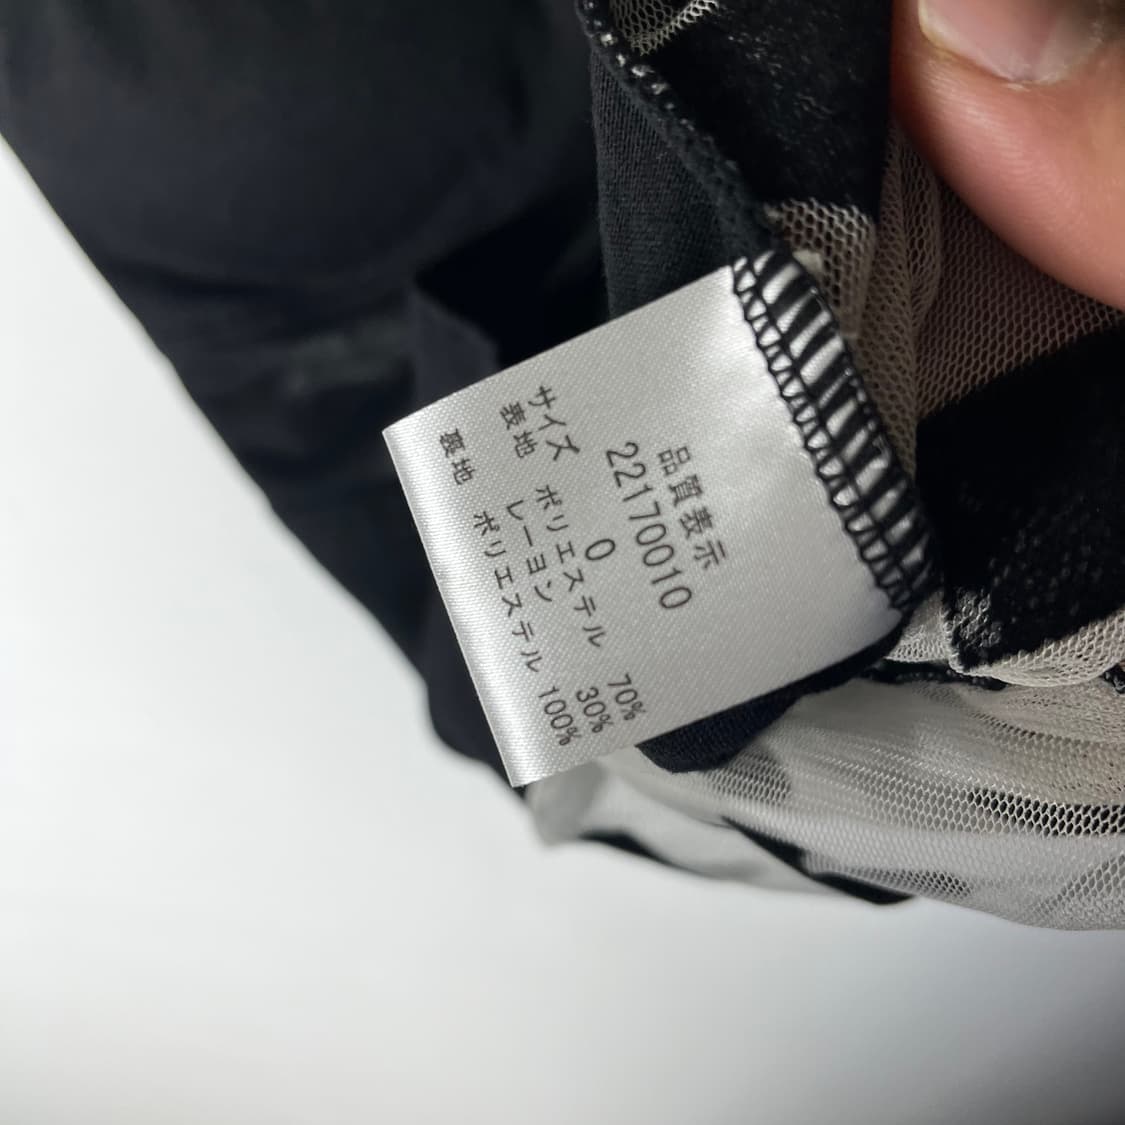 品質表示
22170010
サイズ 0
表地 ポリエステル 70%
レーヨン 30%
裏地 ポリエステル 100%